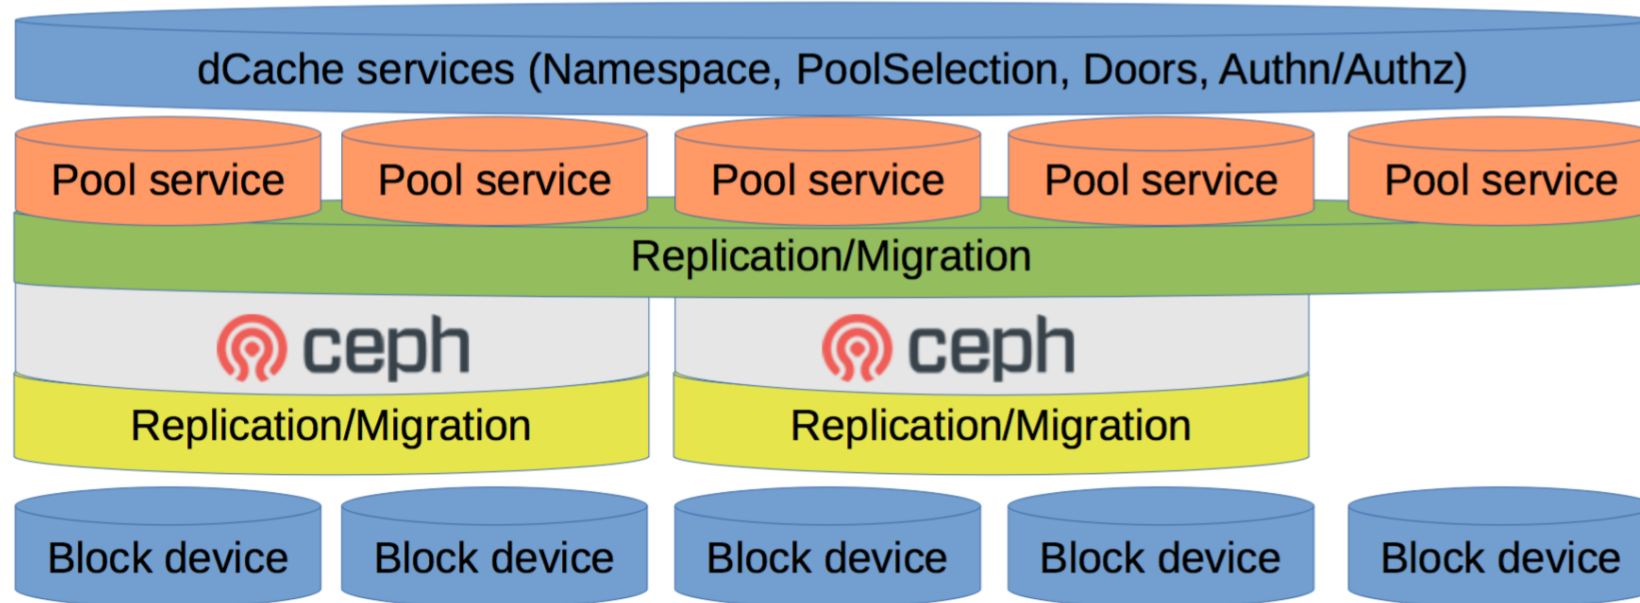 dCache services (Namespace, PoolSelection, Doors, Authn/Authz)
Pool service Pool service Pool service Pool service Pool service
Replication/Migration
ceph ceph
Replication/Migration Replication/Migration
Block device Block device Block device Block device Block device